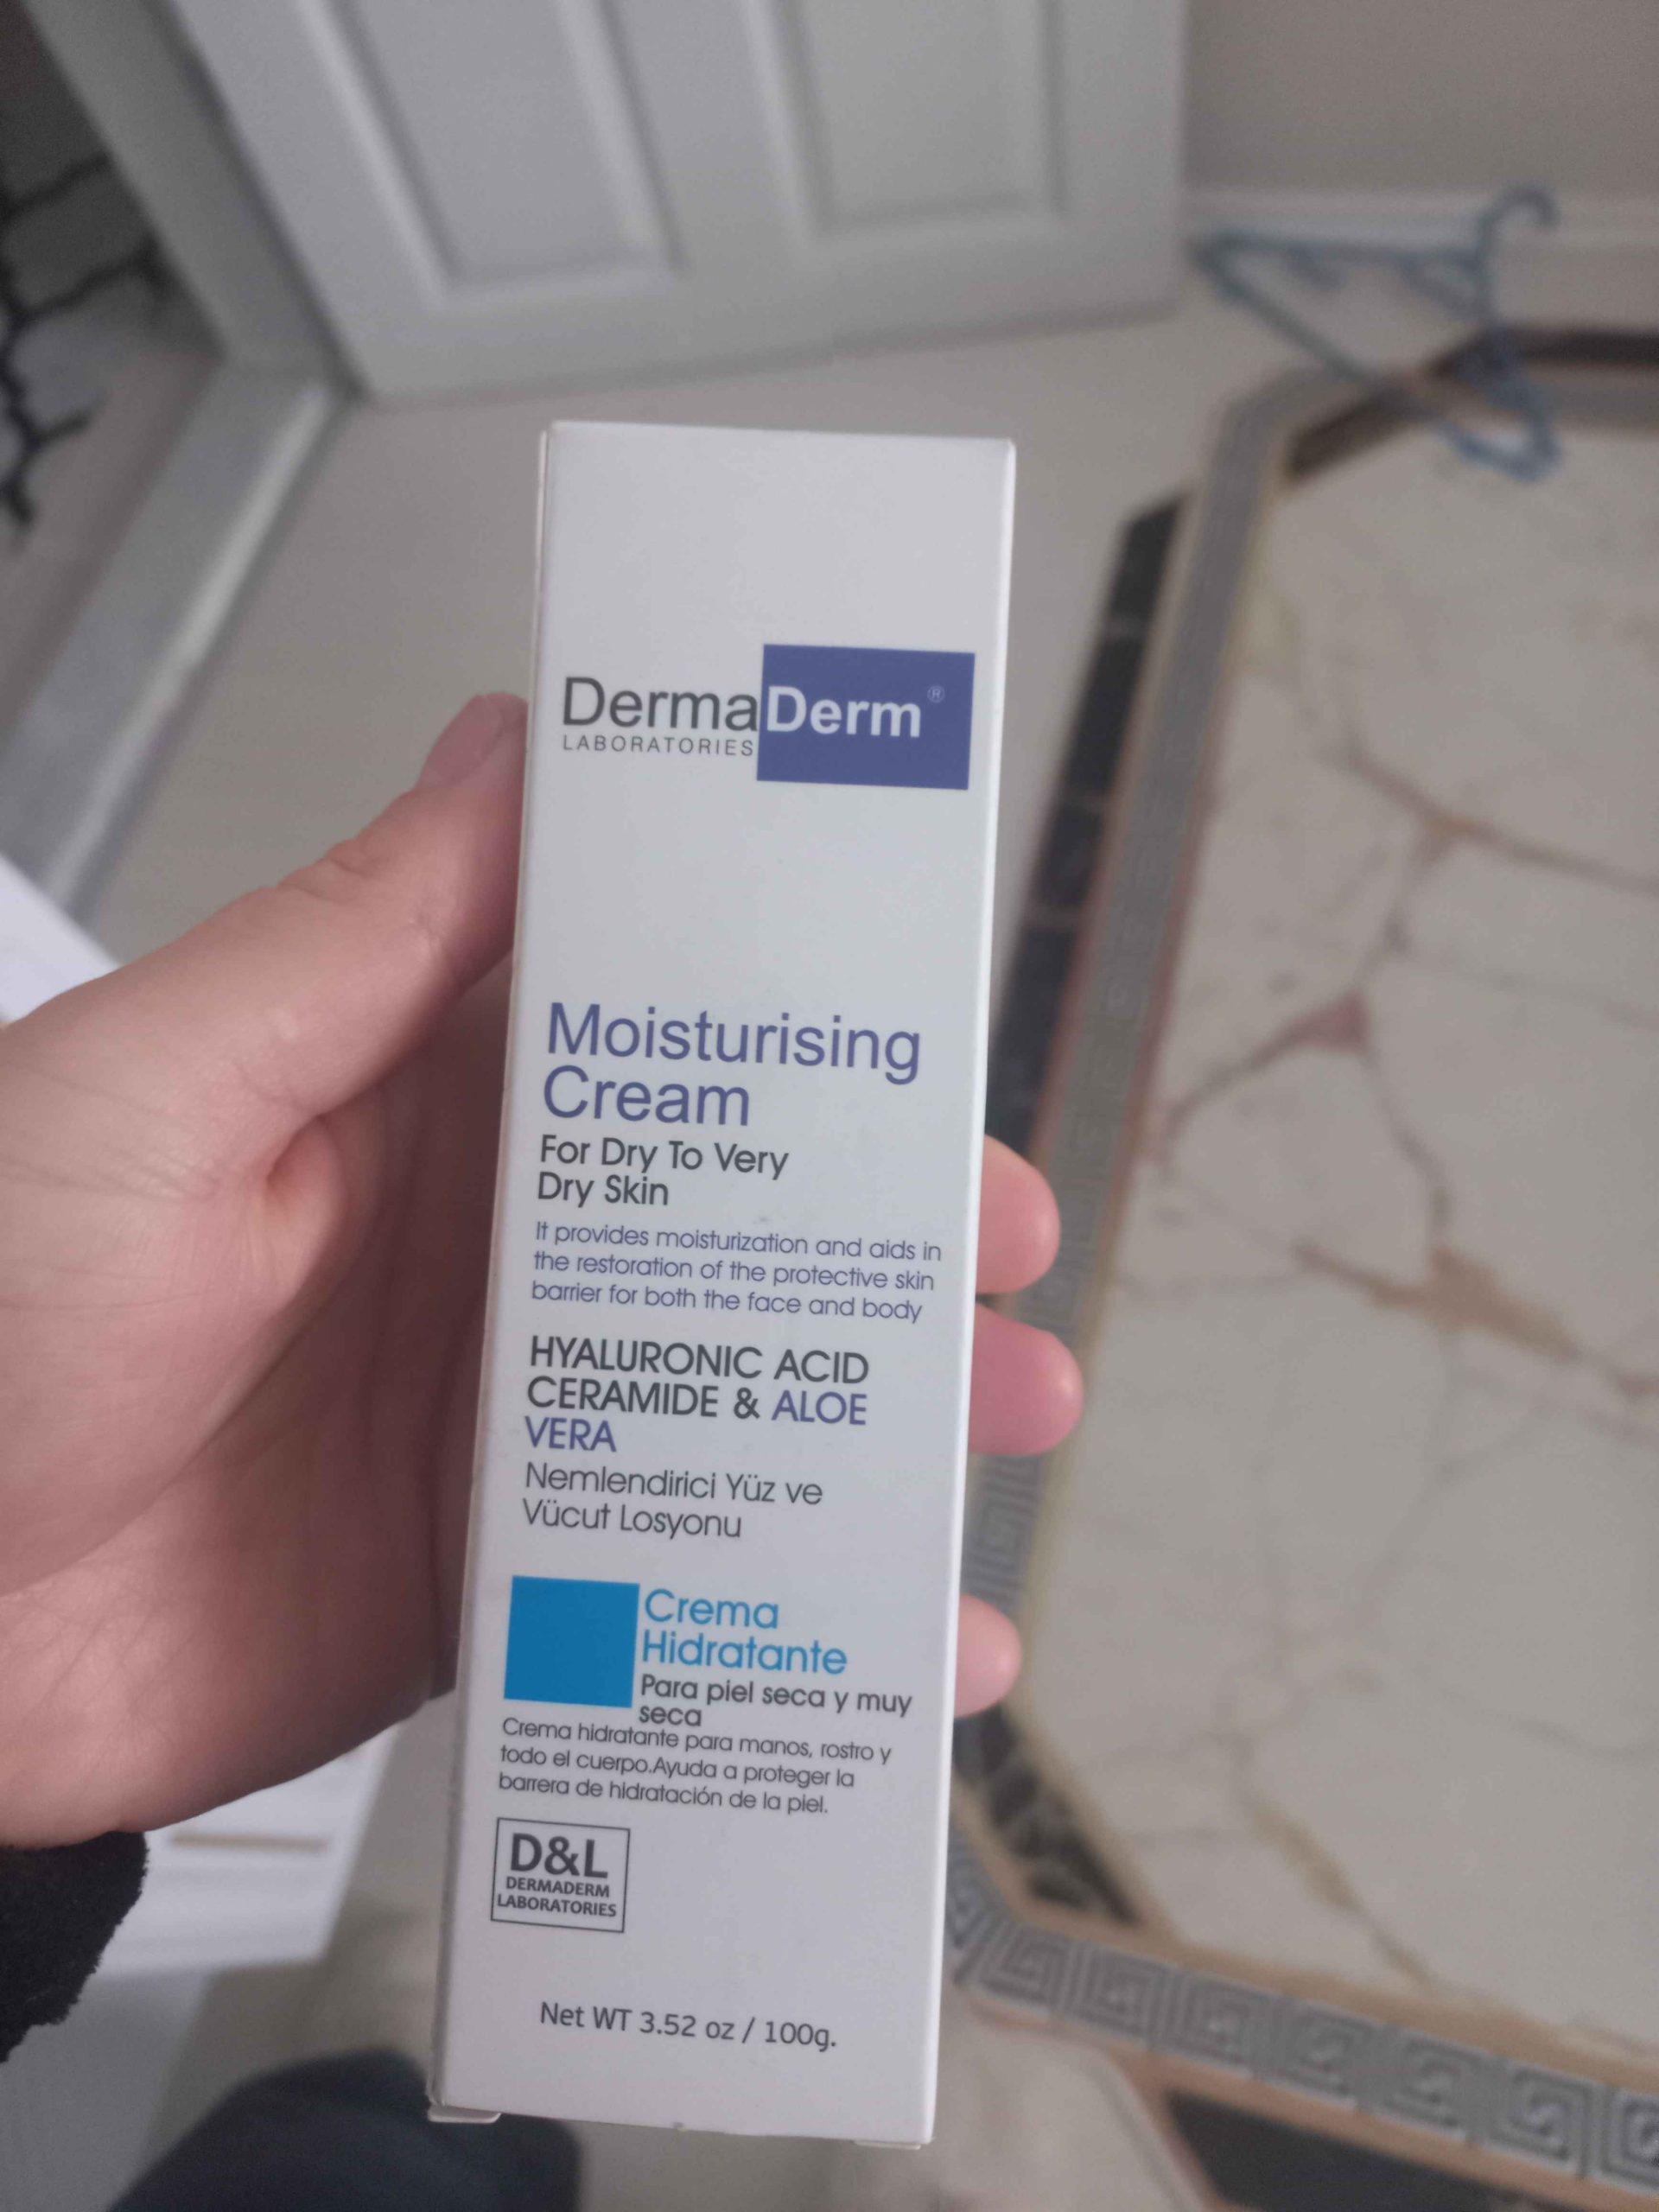 DermaDerm®
LABORATORIES
Moisturising
Cream
For Dry To Very
Dry Skin
It provides moisturization and aids in
the restoration of the protective skin
barrier for both the face and body
HYALURONIC ACID
CERAMIDE & ALOE
VERA
Nemlendirici Yüz ve
Vücut Losyonu
Crema
Hidratante
Para piel seca y muy
seca
Crema hidratante para manos, rostro y
todo el cuerpo.Ayuda a proteger la
barrera de hidratación de la piel.
D&L
DERMADERM
LABORATORIES
Net WT 3.52 oz / 100g.